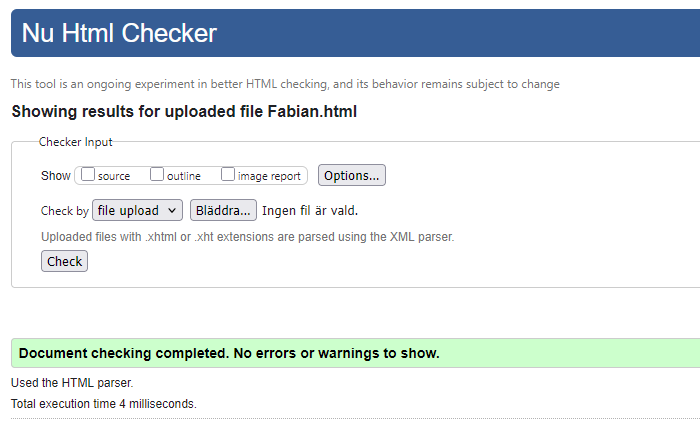 Nu Html Checker
This tool is an ongoing experiment in better HTML checking, and its behavior remains subject to change
Showing results for uploaded file Fabian.html
Checker Input
Show source outline image report Options...
Check by file upload Bläddra... Ingen fil är vald.
Uploaded files with .xhtml or .xht extensions are parsed using the XML parser.
Check
Document checking completed. No errors or warnings to show.
Used the HTML parser.
Total execution time 4 milliseconds.